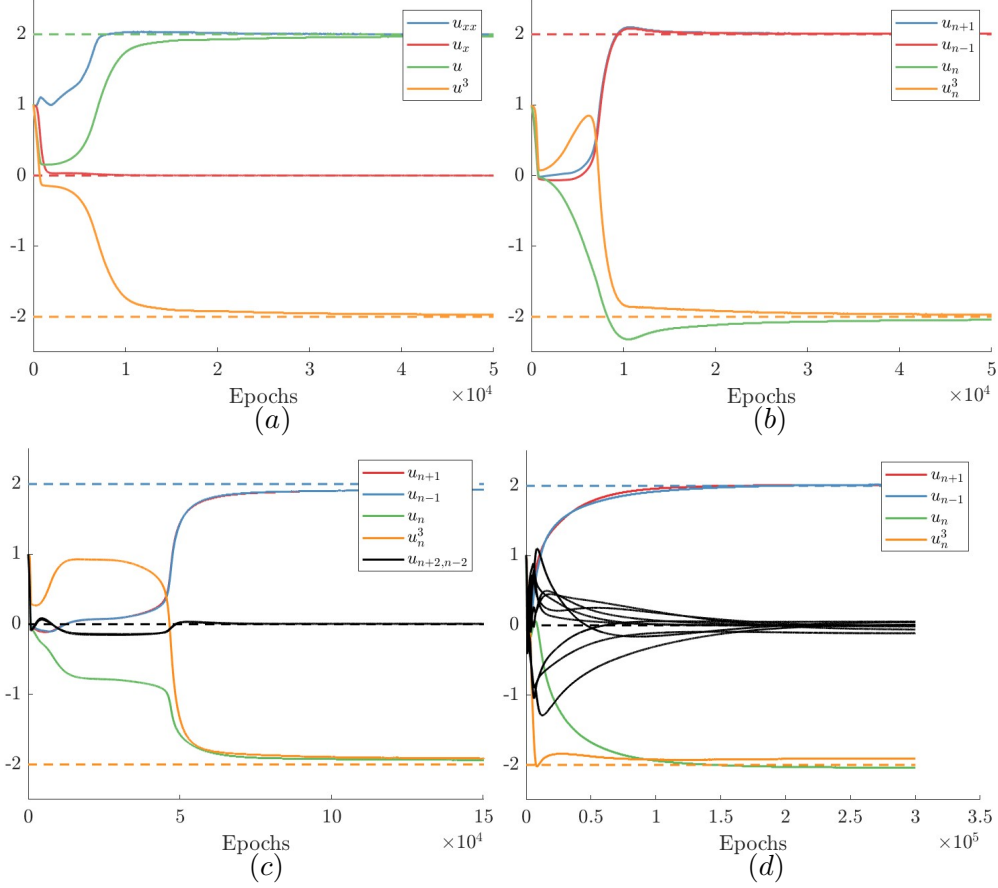 2
1
0
-1
-2
u_{xx}
u_x
u
u^3
0 1 2 3 4 5
×10^4
Epochs
(a)
2
1
0
-1
-2
u_{n+1}
u_{n-1}
u_n
u_n^3
0 1 2 3 4 5
×10^4
Epochs
(b)
2
1
0
-1
-2
u_{n+1}
u_{n-1}
u_n
u_n^3
u_{n+2,n-2}
0 5 10 15
×10^4
Epochs
(c)
2
1
0
-1
-2
u_{n+1}
u_{n-1}
u_n
u_n^3
0 0.5 1 1.5 2 2.5 3 3.5
×10^5
Epochs
(d)